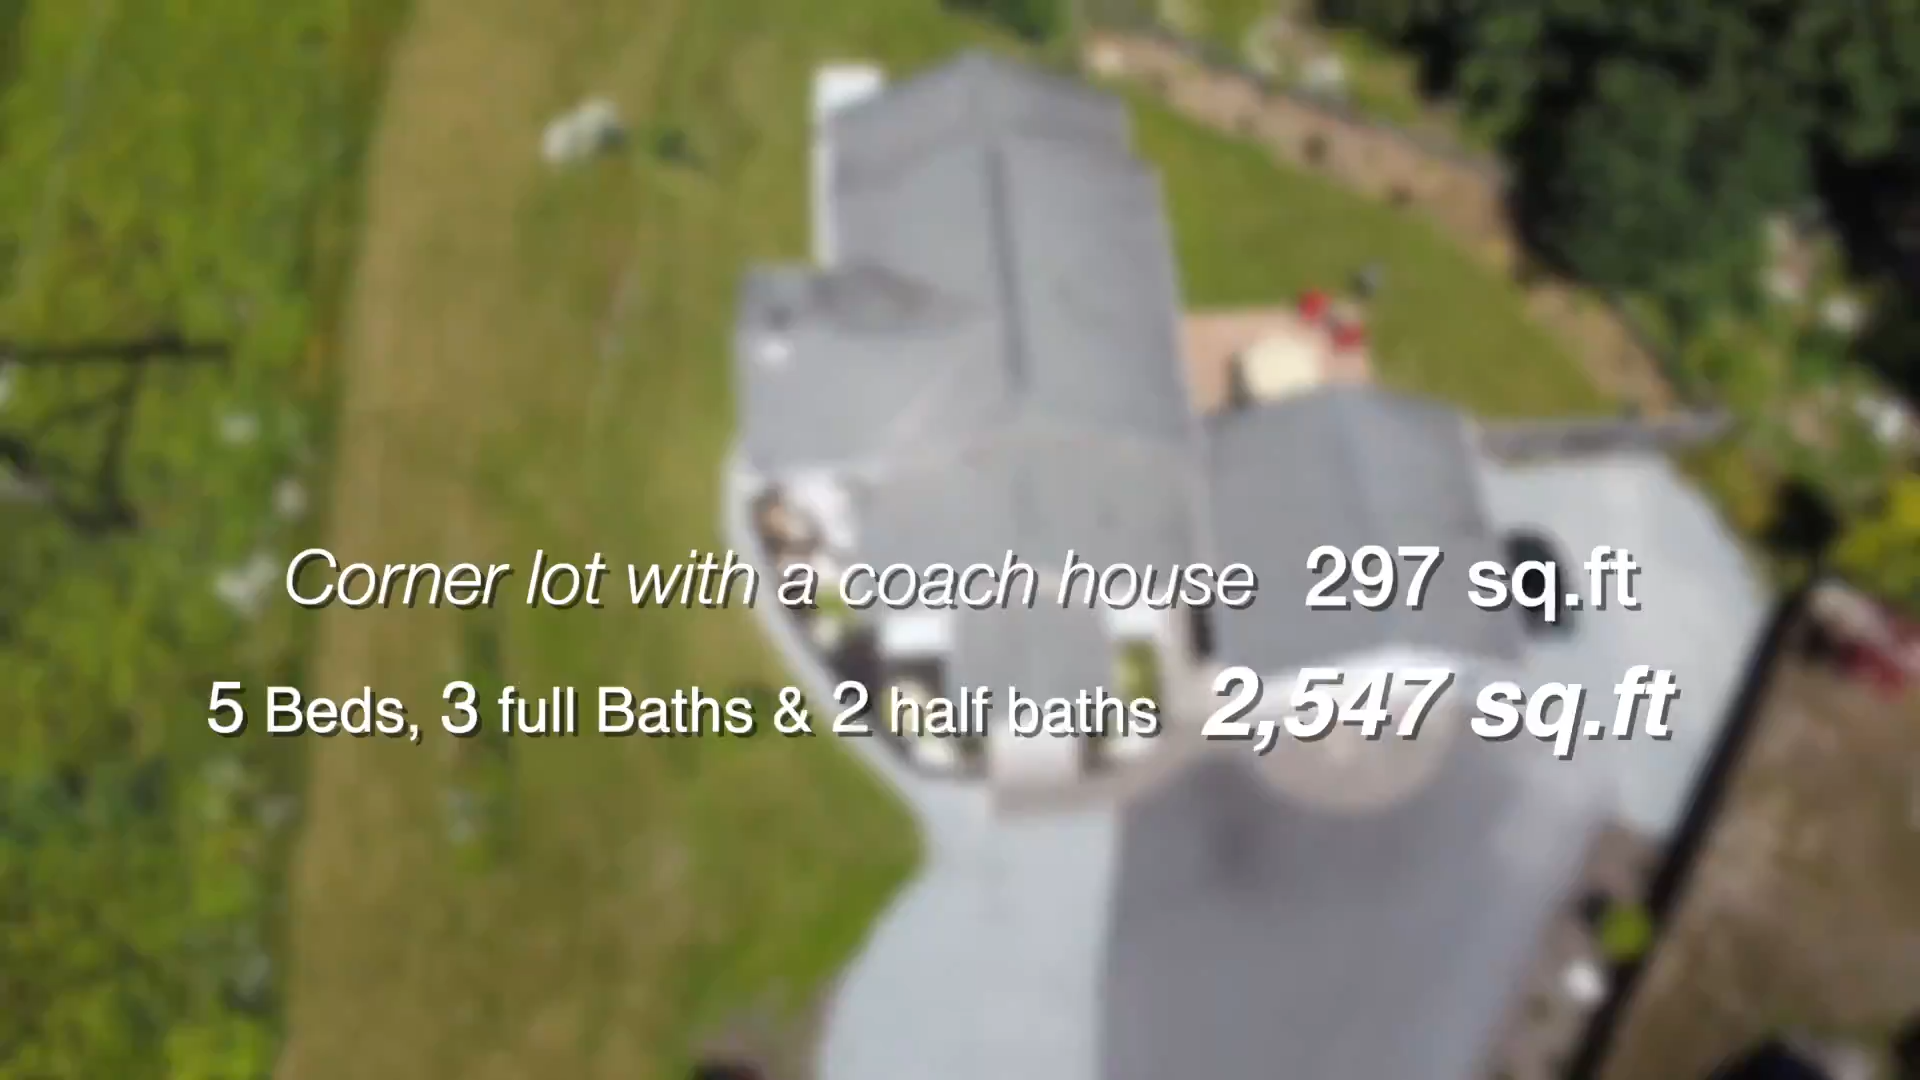 Corner lot with a coach house 297 sq.ft
5 Beds, 3 full Baths & 2 half baths 2,547 sq.ft